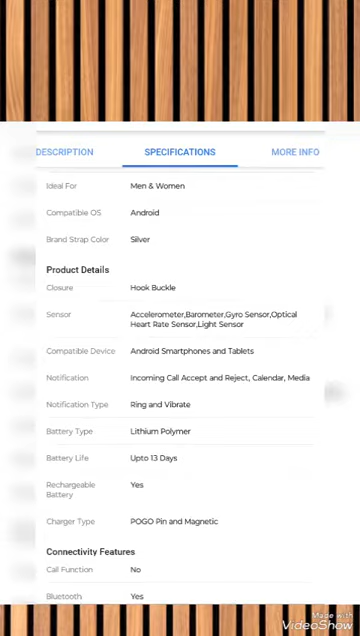 DESCRIPTION SPECIFICATIONS MORE INFO
Ideal For Men & Women
Compatible OS Android
Brand Strap Color Silver
Product Details
Closure Hook Buckle
Sensor Accelerometer,Barometer,Gyro Sensor,Optical
Heart Rate Sensor,Light Sensor
Compatible Device Android Smartphones and Tablets
Notification Incoming Call Accept and Reject, Calendar, Media
Notification Type Ring and Vibrate
Battery Type Lithium Polymer
Battery Life Upto 13 Days
Rechargeable Yes
Battery
Charger Type POGO Pin and Magnetic
Connectivity Features
Call Function No
Bluetooth Yes
Made with
VideoShow